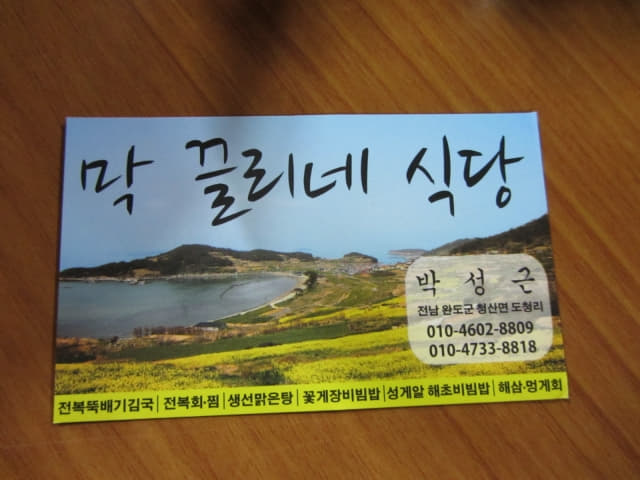 막 끌리네 식당
박 성 근
전남 완도군 청산면 도청리
010-4602-8809
010-4733-8818
전복뚝배기김국 | 전복회·찜 | 생선맑은탕 | 꽃게장비빔밥 | 성게알 해초비빔밥 | 해삼·멍게회